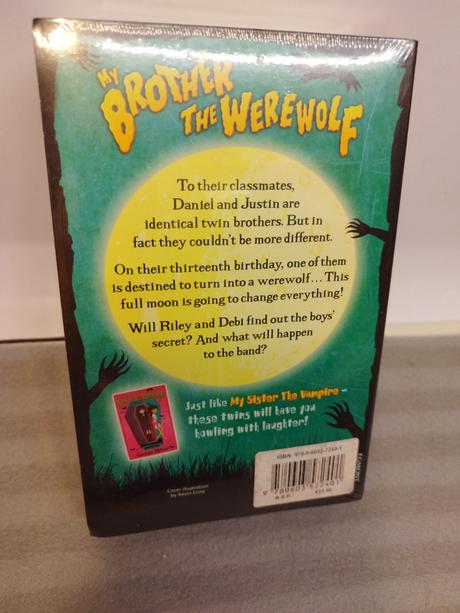 MY
BROTHER
THE WEREWOLF
To their classmates,
Daniel and Justin are
identical twin brothers. But in
fact they couldn't be more different.
On their thirteenth birthday, one of them
is destined to turn into a werewolf... This
full moon is going to change everything!
Will Riley and Debi find out the boys'
secret? And what will happen
to the band?
Just like My Sister The Vampire –
these twins will have you
howling with laughter!
Cover illustration
by Kevin Cross
ISBN
R.R.P.
EGMONT